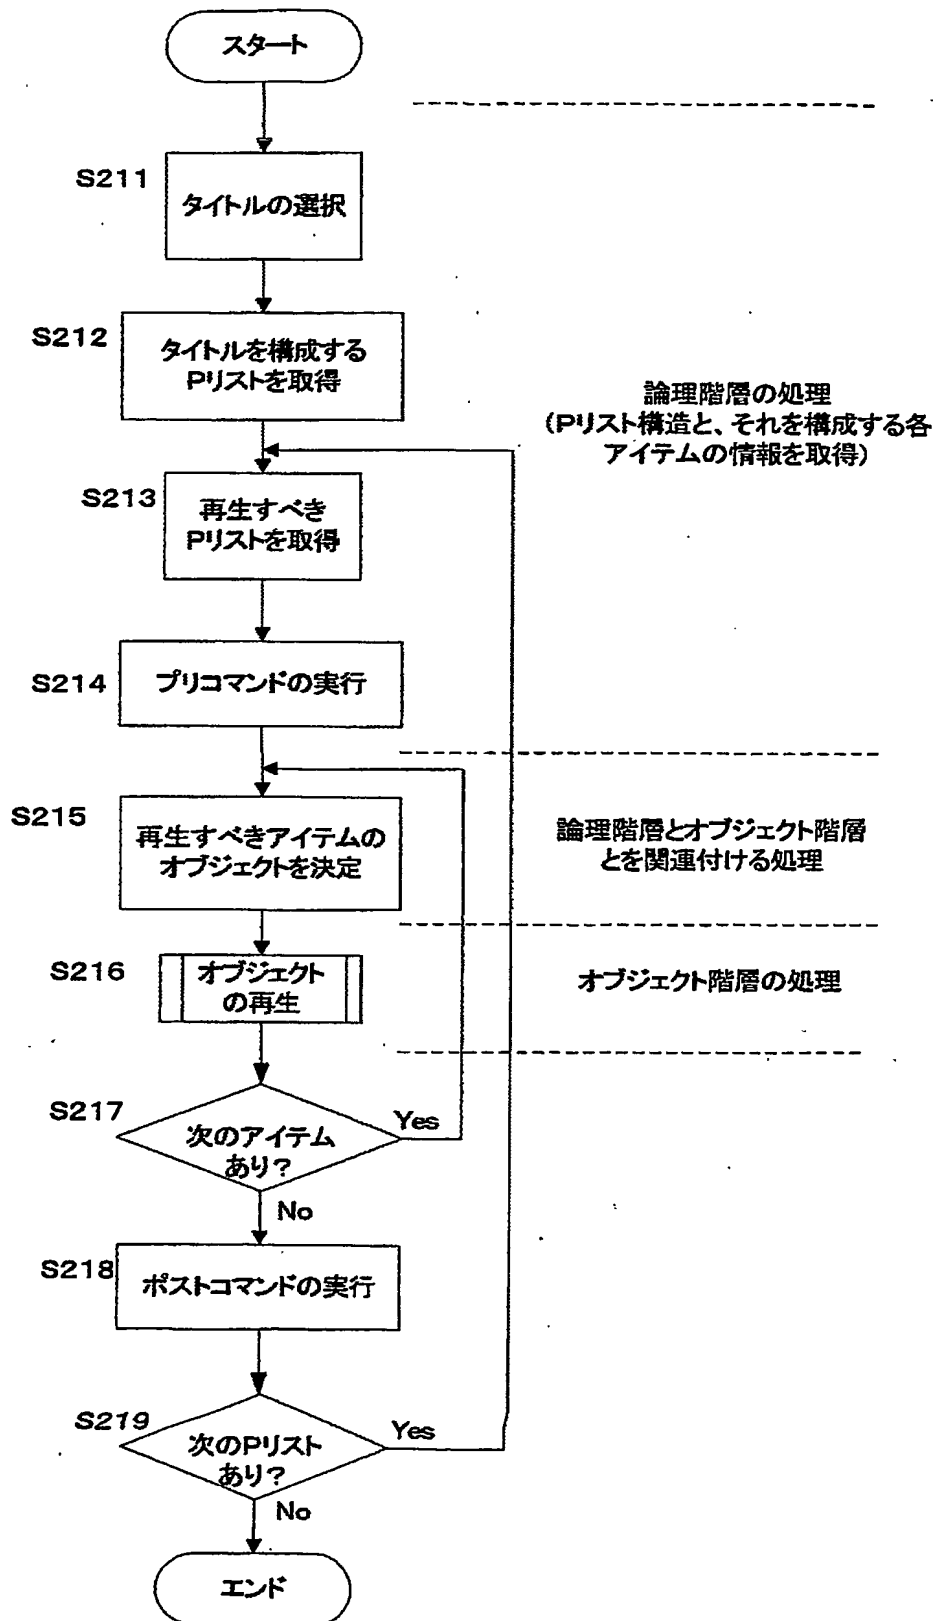 スタート
S211
タイトルの選択
S212
タイトルを構成する
Pリストを取得
論理階層の処理
(Pリスト構造と、それを構成する各
アイテムの情報を取得)
S213
再生すべき
Pリストを取得
S214
プリコマンドの実行
S215
再生すべきアイテムの
オブジェクトを決定
論理階層とオブジェクト階層
とを関連付ける処理
S216
オブジェクト
の再生
オブジェクト階層の処理
S217
次のアイテム
あり?
Yes
No
S218
ポストコマンドの実行
S219
次のPリスト
あり?
Yes
No
エンド